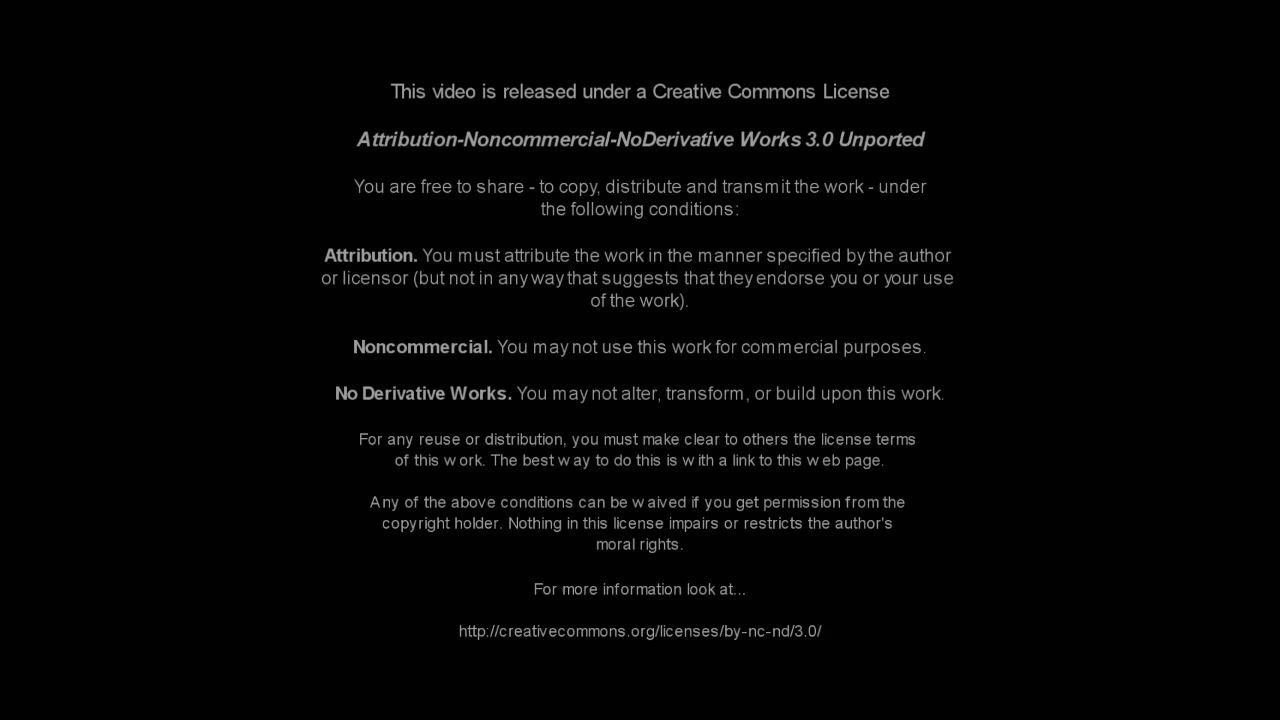 This video is released under a Creative Commons License
Attribution-Noncommercial-NoDerivative Works 3.0 Unported
You are free to share - to copy, distribute and transmit the work - under
the following conditions:
Attribution. You must attribute the work in the manner specified by the author
or licensor (but not in any way that suggests that they endorse you or your use
of the work).
Noncommercial. You may not use this work for commercial purposes.
No Derivative Works. You may not alter, transform, or build upon this work.
For any reuse or distribution, you must make clear to others the license terms
of this work. The best way to do this is with a link to this web page.
Any of the above conditions can be waived if you get permission from the
copyright holder. Nothing in this license impairs or restricts the author's
moral rights.
For more information look at...
http://creativecommons.org/licenses/by-nc-nd/3.0/